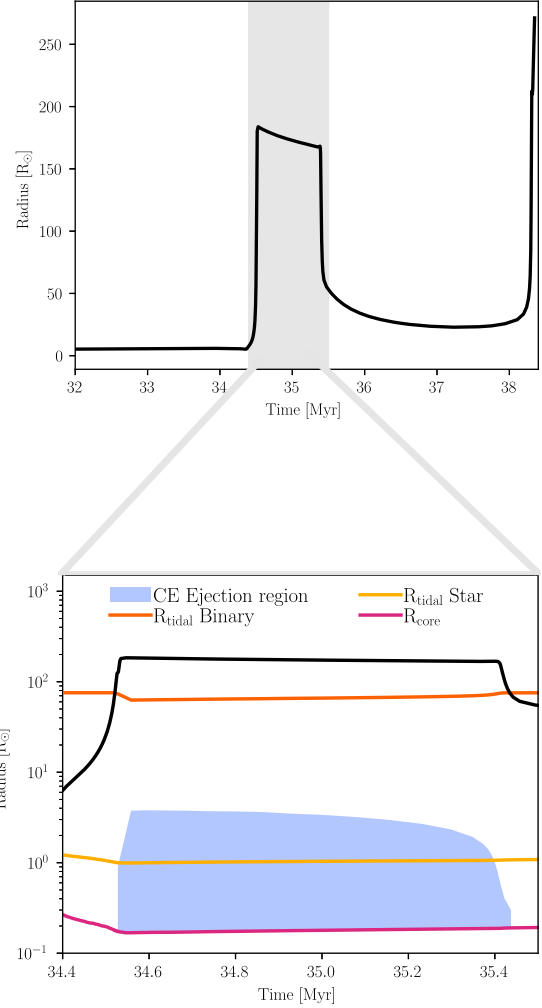 250
200
150
100
50
0
Radius [R☉]
32 33 34 35 36 37 38
Time [Myr]
CE Ejection region
R_tidal Binary
R_tidal Star
R_core
10³
10²
10¹
10⁰
10⁻¹
Radius [R☉]
34.4 34.6 34.8 35.0 35.2 35.4
Time [Myr]